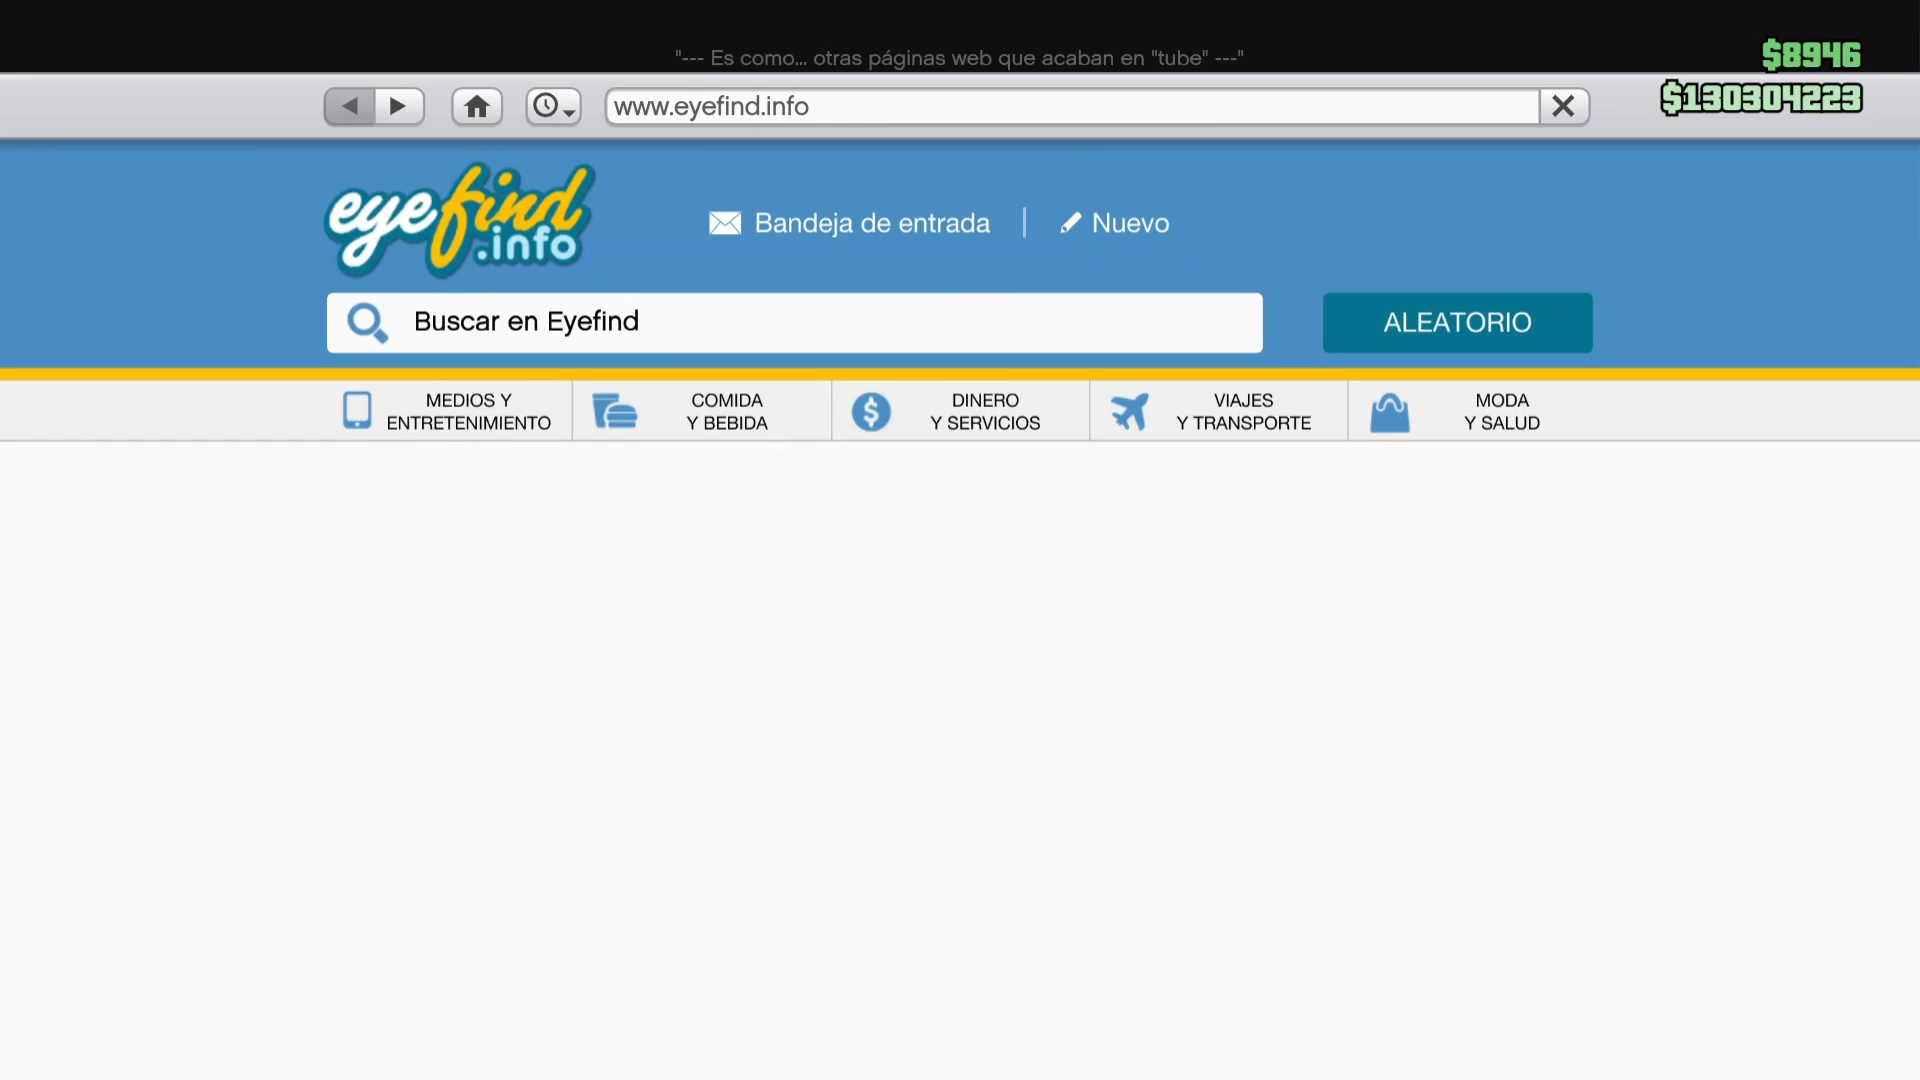 "--- Es como... otras páginas web que acaban en "tube" ---"
$8946
www.eyefind.info
$130304223
eyefind.info
Bandeja de entrada
Nuevo
Buscar en Eyefind
ALEATORIO
MEDIOS Y
ENTRETENIMIENTO
COMIDA
Y BEBIDA
DINERO
Y SERVICIOS
VIAJES
Y TRANSPORTE
MODA
Y SALUD